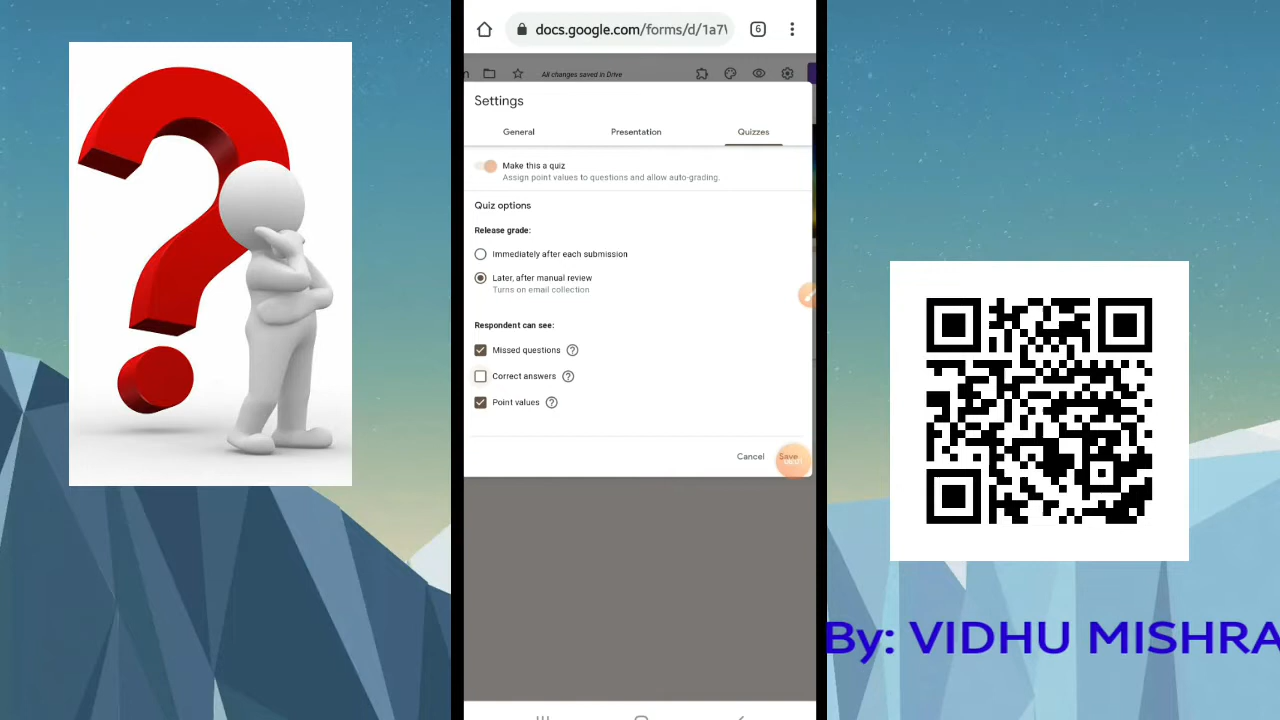 docs.google.com/forms/d/1a7
6
All changes saved in Drive
Settings
General Presentation Quizzes
Make this a quiz
Assign point values to questions and allow auto-grading.
Quiz options
Release grade:
Immediately after each submission
Later, after manual review
Turns on email collection
Respondent can see:
Missed questions ?
Correct answers ?
Point values ?
Cancel Save
By: VIDHU MISHRA